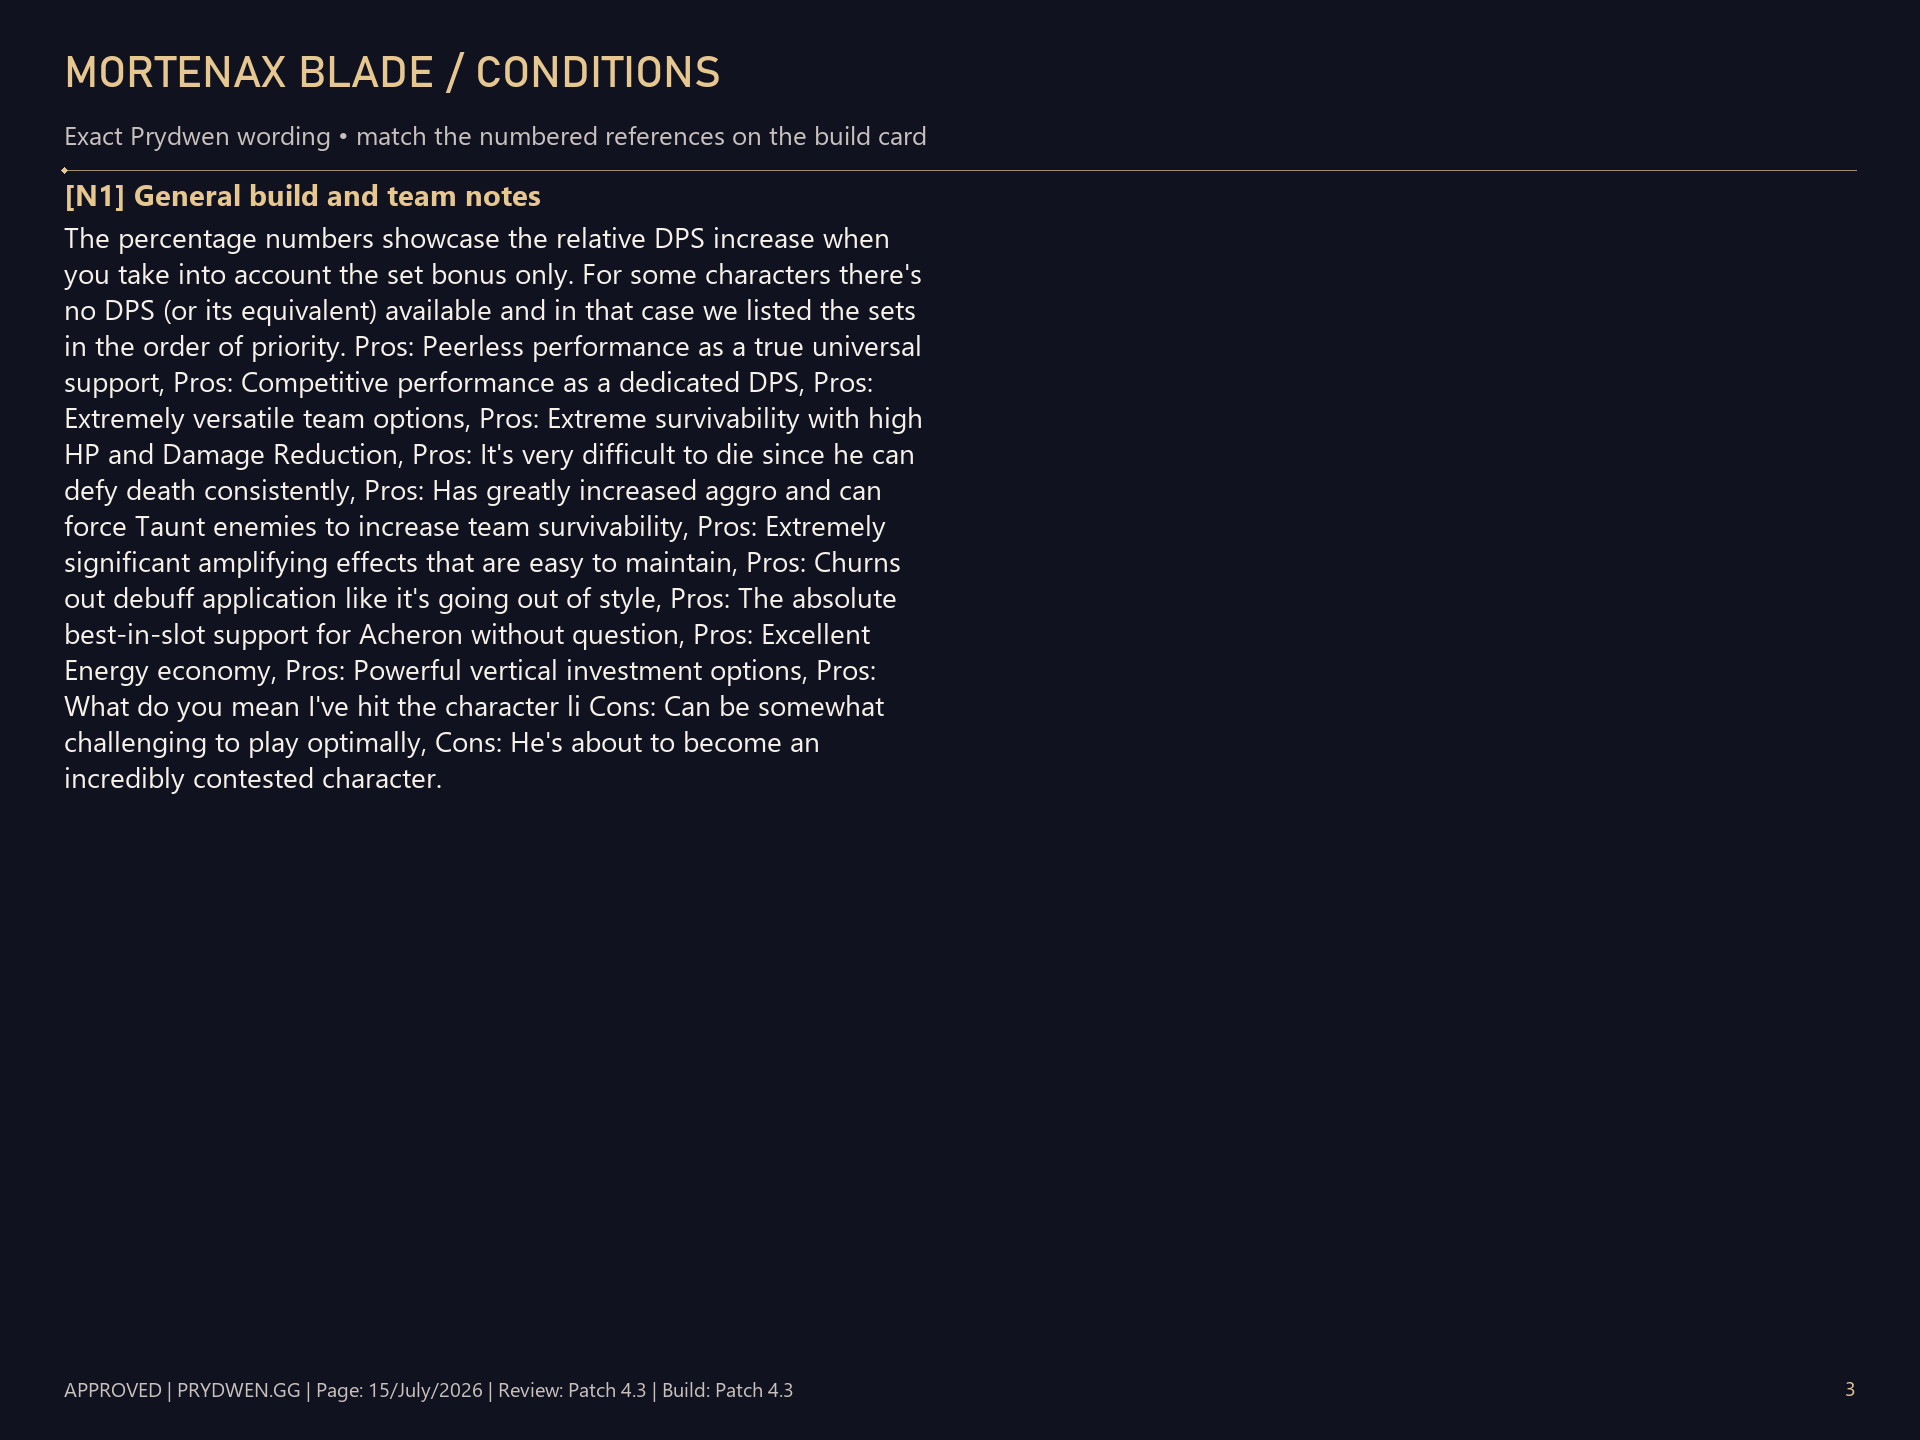 MORTENAX BLADE / CONDITIONS
Exact Prydwen wording • match the numbered references on the build card
[N1] General build and team notes
The percentage numbers showcase the relative DPS increase when
you take into account the set bonus only. For some characters there's
no DPS (or its equivalent) available and in that case we listed the sets
in the order of priority. Pros: Peerless performance as a true universal
support, Pros: Competitive performance as a dedicated DPS, Pros:
Extremely versatile team options, Pros: Extreme survivability with high
HP and Damage Reduction, Pros: It's very difficult to die since he can
defy death consistently, Pros: Has greatly increased aggro and can
force Taunt enemies to increase team survivability, Pros: Extremely
significant amplifying effects that are easy to maintain, Pros: Churns
out debuff application like it's going out of style, Pros: The absolute
best-in-slot support for Acheron without question, Pros: Excellent
Energy economy, Pros: Powerful vertical investment options, Pros:
What do you mean I've hit the character li Cons: Can be somewhat
challenging to play optimally, Cons: He's about to become an
incredibly contested character.
APPROVED | PRYDWEN.GG | Page: 15/July/2026 | Review: Patch 4.3 | Build: Patch 4.3
3